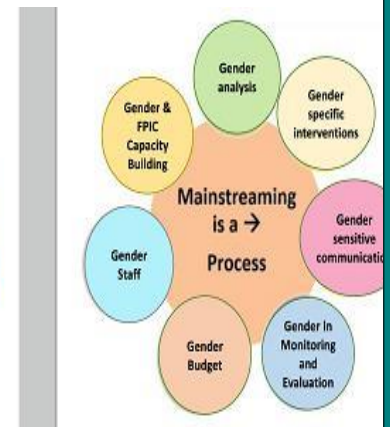 Gender
analysis
Gender
specific
interventions
Gender
sensitive
Gender In
Monitoring
and
Evaluation
Gender
Budget
Gender
Staff
Gender &
FPIC
Capacity
Building
Mainstreaming
is a →
Process